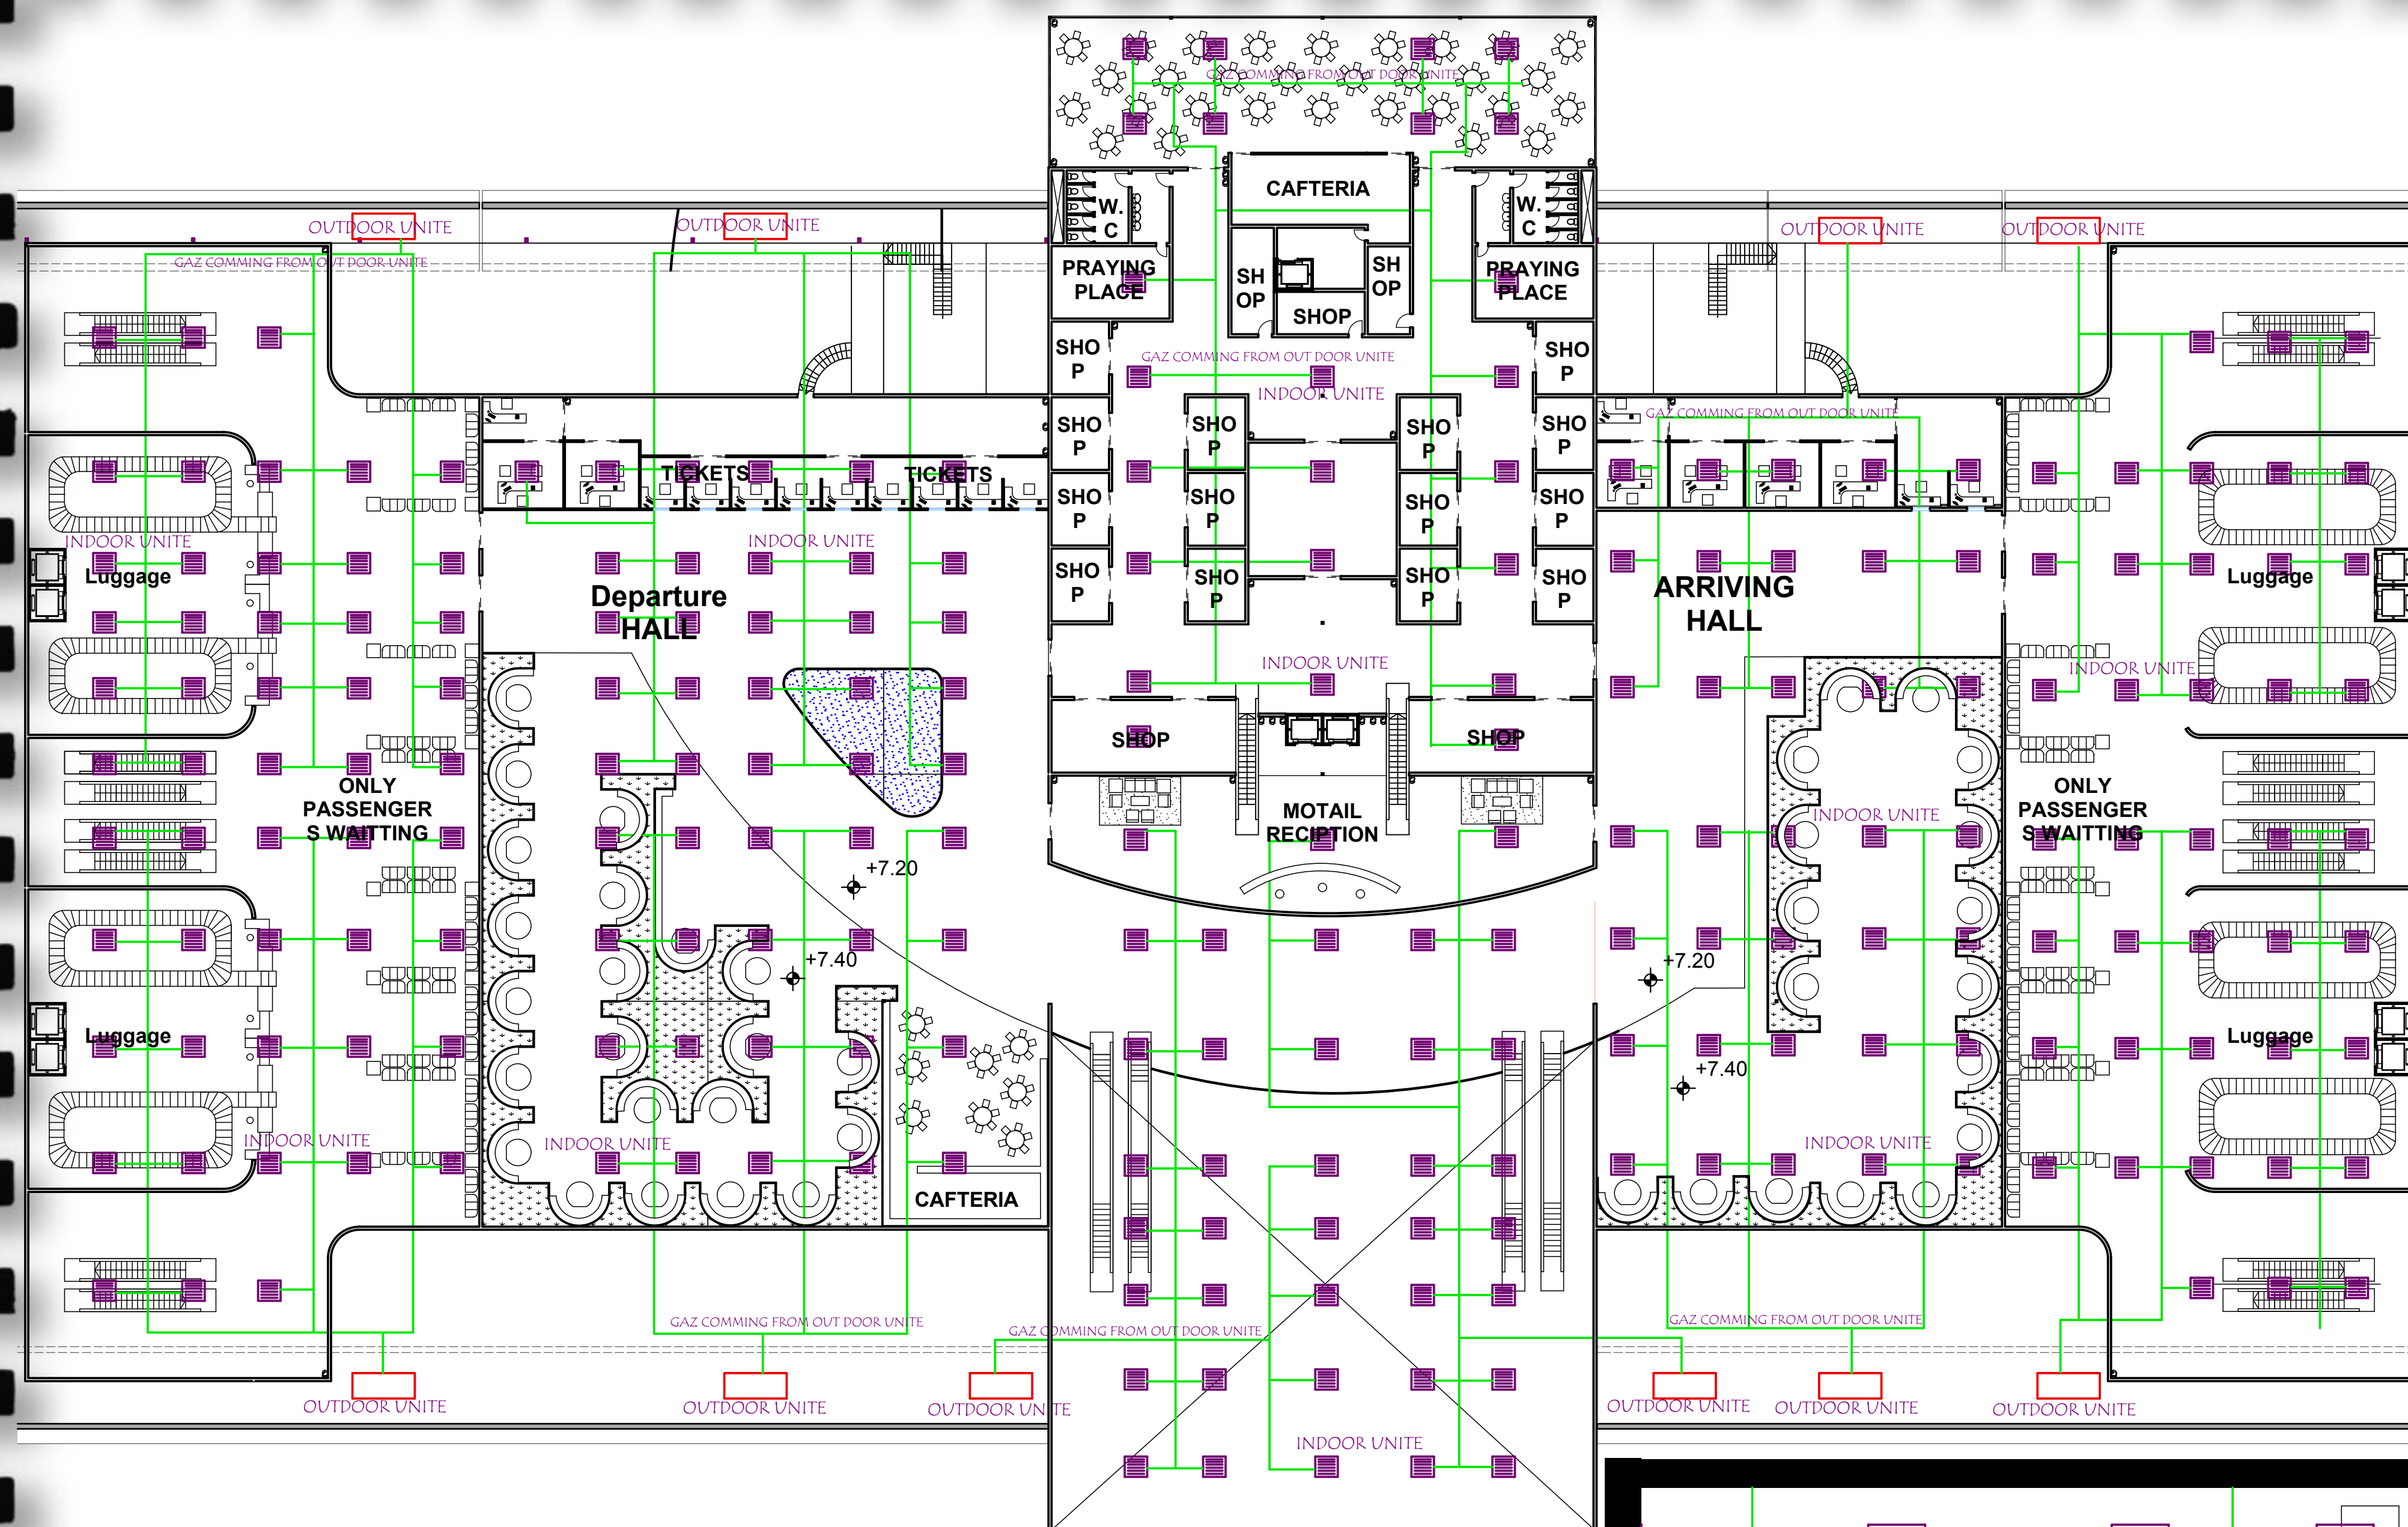 GAZ COMMING FROM OUT DOOR UNITE
CAFTERIA
W.
C
W.
C
OUTDOOR UNITE
OUTDOOR UNITE
OUTDOOR UNITE
OUTDOOR UNITE
GAZ COMMING FROM OUT DOOR UNITE
PRAYING
PLACE
SH
OP
SH
OP
PRAYING
PLACE
SHOP
SHO
P
GAZ COMMING FROM OUT DOOR UNITE
SHO
P
INDOOR UNITE
GAZ COMMING FROM OUT DOOR UNITE
SHO
P
SHO
P
SHO
P
SHO
P
TICKETS
TICKETS
SHO
P
SHO
P
SHO
P
SHO
P
INDOOR UNITE
INDOOR UNITE
Luggage
SHO
P
SHO
P
SHO
P
SHO
P
Luggage
Departure
HALL
ARRIVING
HALL
INDOOR UNITE
INDOOR UNITE
SHOP
SHOP
ONLY
PASSENGER
S WAITTING
MOTAIL
RECIPTION
INDOOR UNITE
ONLY
PASSENGER
S WAITTING
+7.20
+7.40
+7.20
Luggage
Luggage
+7.40
INDOOR UNITE
INDOOR UNITE
INDOOR UNITE
CAFTERIA
GAZ COMMING FROM OUT DOOR UNITE
GAZ COMMING FROM OUT DOOR UNITE
GAZ COMMING FROM OUT DOOR UNITE
OUTDOOR UNITE
OUTDOOR UNITE
OUTDOOR UNITE
OUTDOOR UNITE
OUTDOOR UNITE
OUTDOOR UNITE
INDOOR UNITE